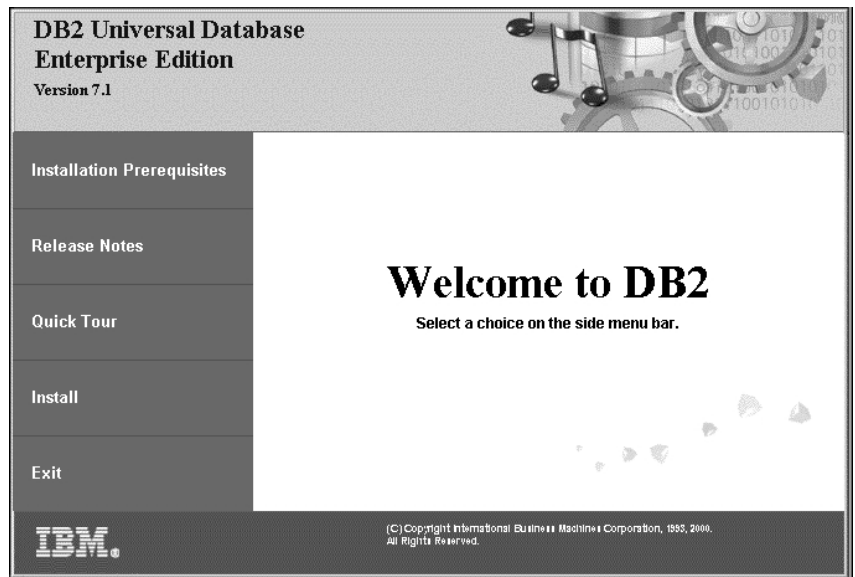 DB2 Universal Database
Enterprise Edition
Version 7.1
Installation Prerequisites
Release Notes
Quick Tour
Install
Exit
Welcome to DB2
Select a choice on the side menu bar.
IBM®
(C) Copyright International Business Machines Corporation, 1993, 2000.
All Rights Reserved.